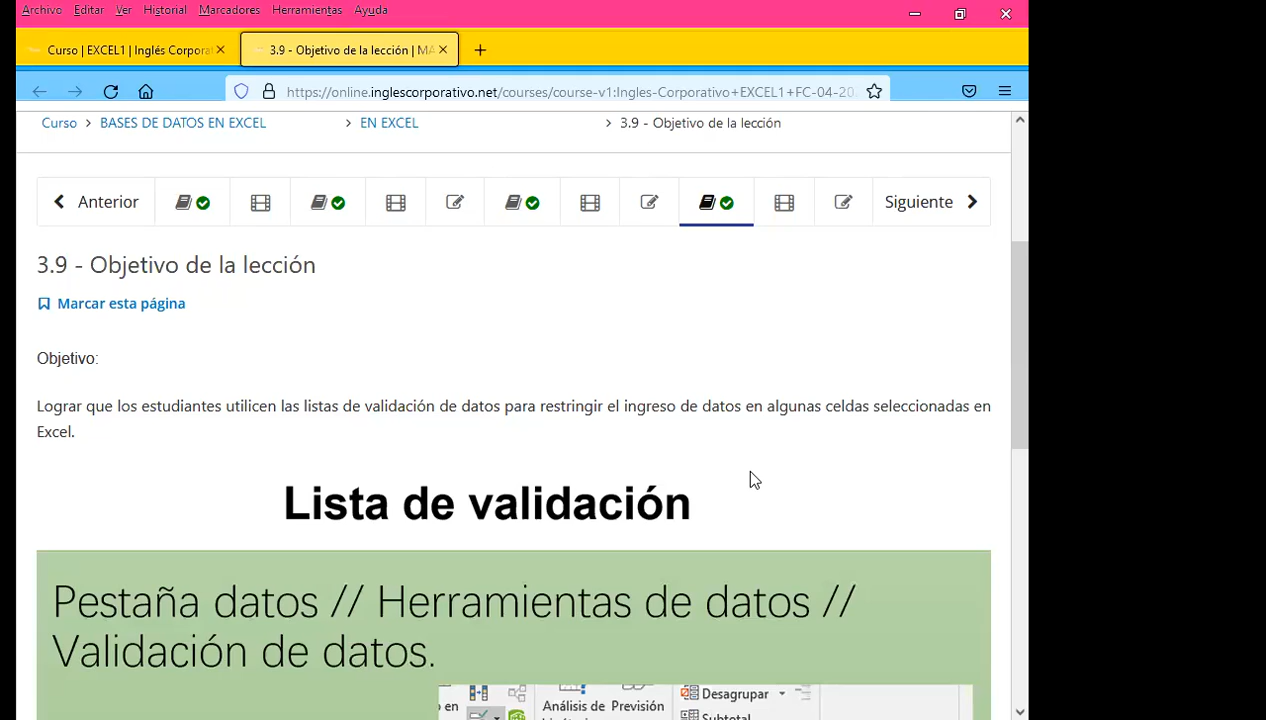 Archivo Editar Ver Historial Marcadores Herramientas Ayuda
Curso | EXCEL1 | Inglés Corporat
3.9 - Objetivo de la lección | MA
https://online.inglescorporativo.net/courses/course-v1:Ingles-Corporativo+EXCEL1+FC-04-20
Curso > BASES DE DATOS EN EXCEL > EN EXCEL > 3.9 - Objetivo de la lección
Anterior Siguiente
3.9 - Objetivo de la lección
Marcar esta página
Objetivo:
Lograr que los estudiantes utilicen las listas de validación de datos para restringir el ingreso de datos en algunas celdas seleccionadas en
Excel.
Lista de validación
Pestaña datos // Herramientas de datos //
Validación de datos.
o en Análisis de Previsión Desagrupar
Subtotal